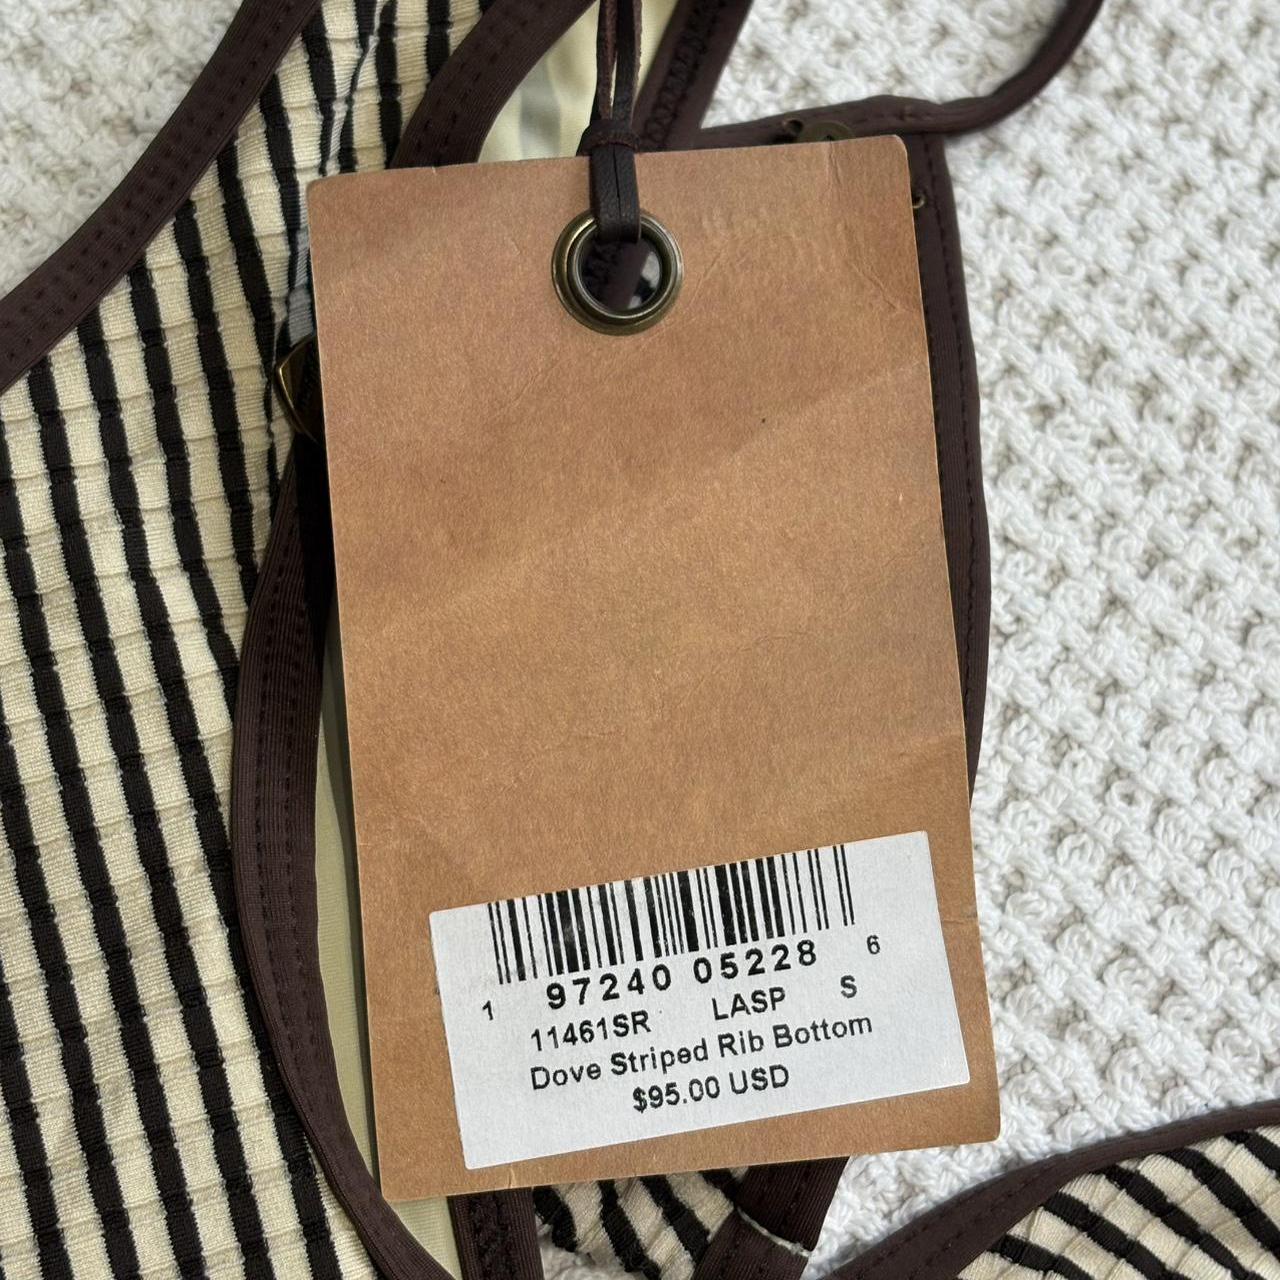 1 97240 05228 6
11461SR LASP S
Dove Striped Rib Bottom
$95.00 USD